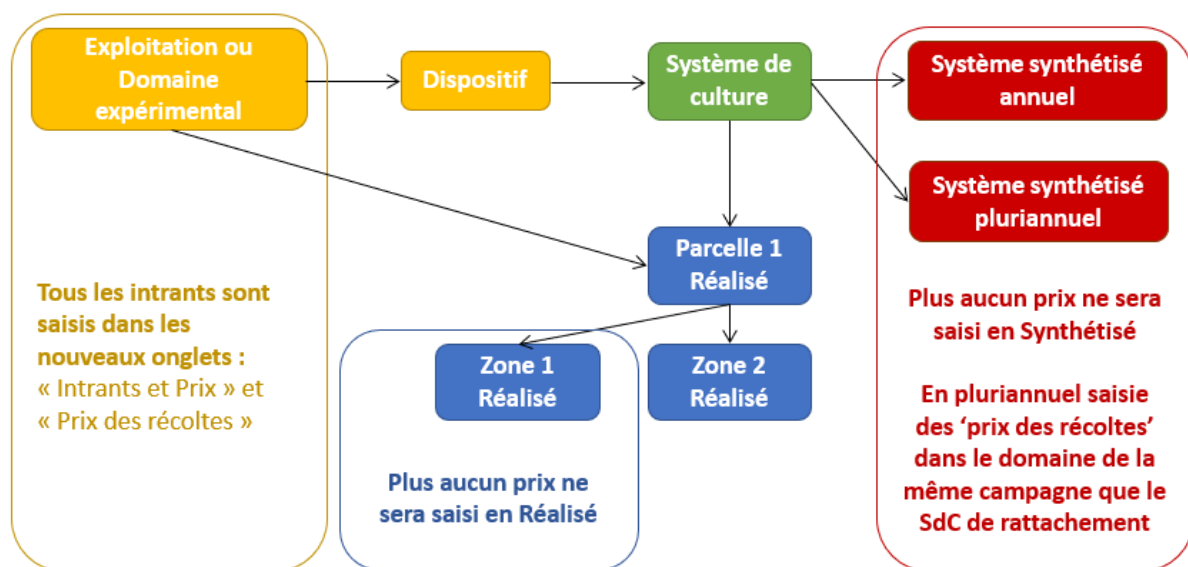 Exploitation ou
Domaine
expérimental
Dispositif
Système de
culture
Système synthétisé
annuel
Système synthétisé
pluriannuel
Parcelle 1
Réalisé
Zone 1
Réalisé
Zone 2
Réalisé
Tous les intrants sont
saisis dans les
nouveaux onglets :
« Intrants et Prix » et
« Prix des récoltes »
Plus aucun prix ne
sera saisi en Réalisé
Plus aucun prix ne sera
saisi en Synthétisé
En pluriannuel saisie
des ‘prix des récoltes’
dans le domaine de la
même campagne que le
SdC de rattachement